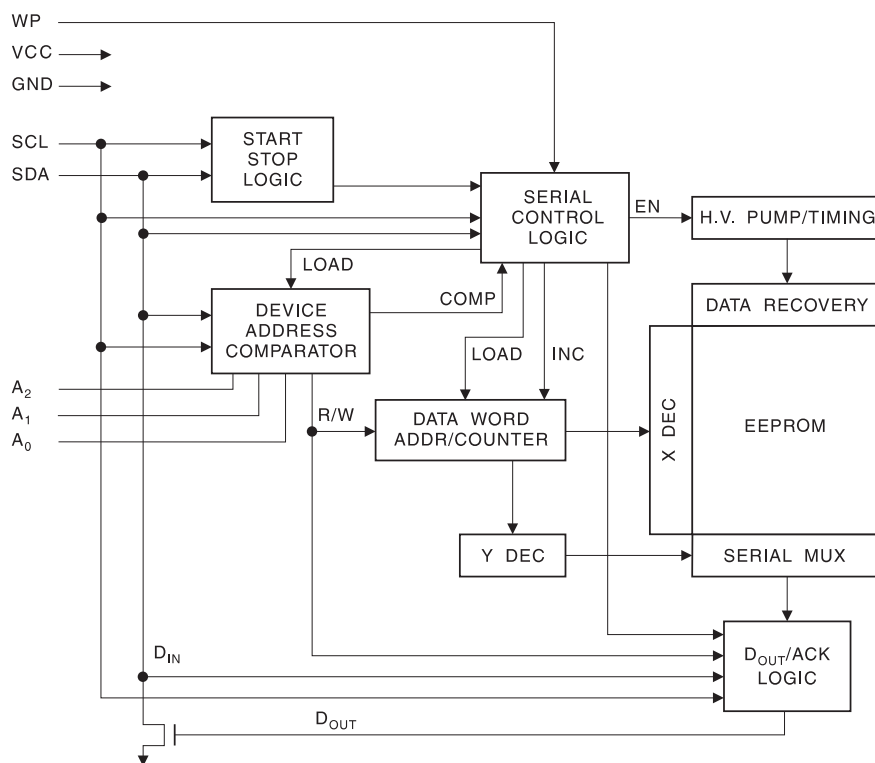 WP
VCC
GND
SCL
SDA
START
STOP
LOGIC
SERIAL
CONTROL
LOGIC
EN
H.V. PUMP/TIMING
LOAD
COMP
DEVICE
ADDRESS
COMPARATOR
DATA RECOVERY
LOAD
INC
A2
A1
A0
R/W
DATA WORD
ADDR/COUNTER
X DEC
EEPROM
Y DEC
SERIAL MUX
DIN
DOUT/ACK
LOGIC
DOUT